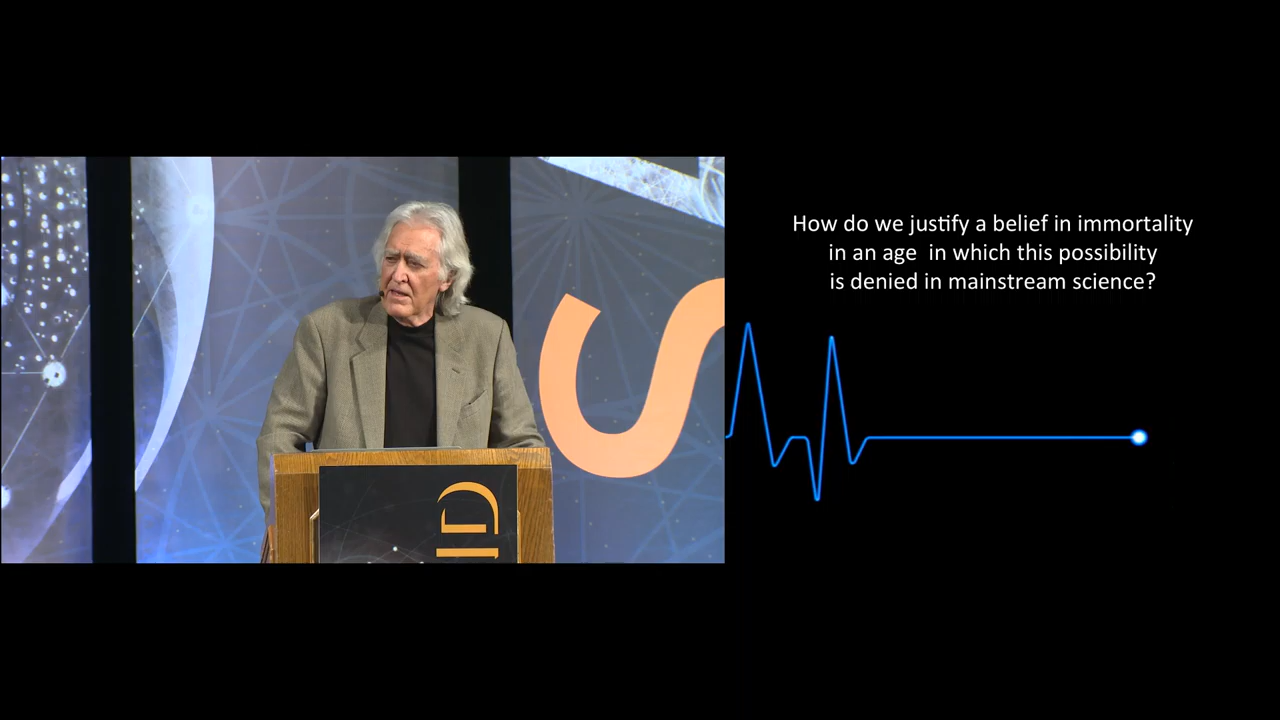 How do we justify a belief in immortality
in an age  in which this possibility
is denied in mainstream science?